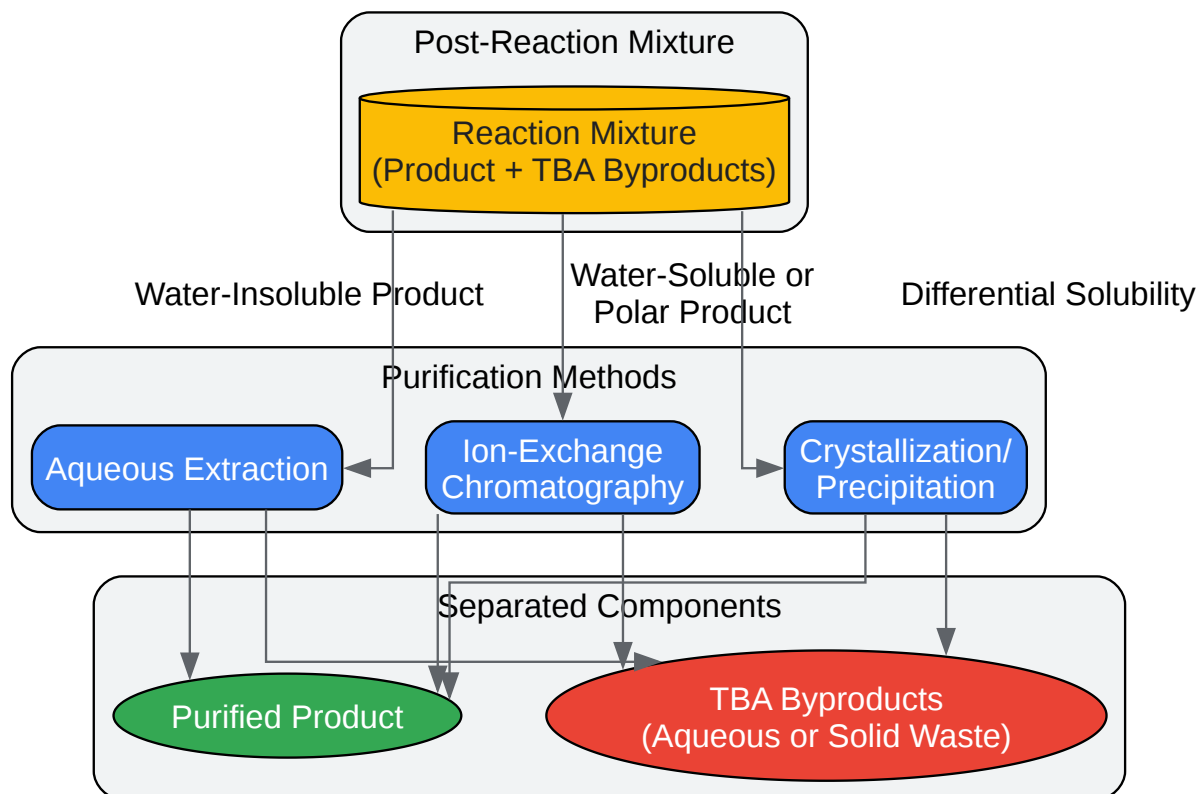 Post-Reaction Mixture
Reaction Mixture
(Product + TBA Byproducts)
Water-Insoluble Product
Water-Soluble or
Polar Product
Differential Solubility
Purification Methods
Aqueous Extraction
Ion-Exchange
Chromatography
Crystallization/
Precipitation
Separated Components
Purified Product
TBA Byproducts
(Aqueous or Solid Waste)